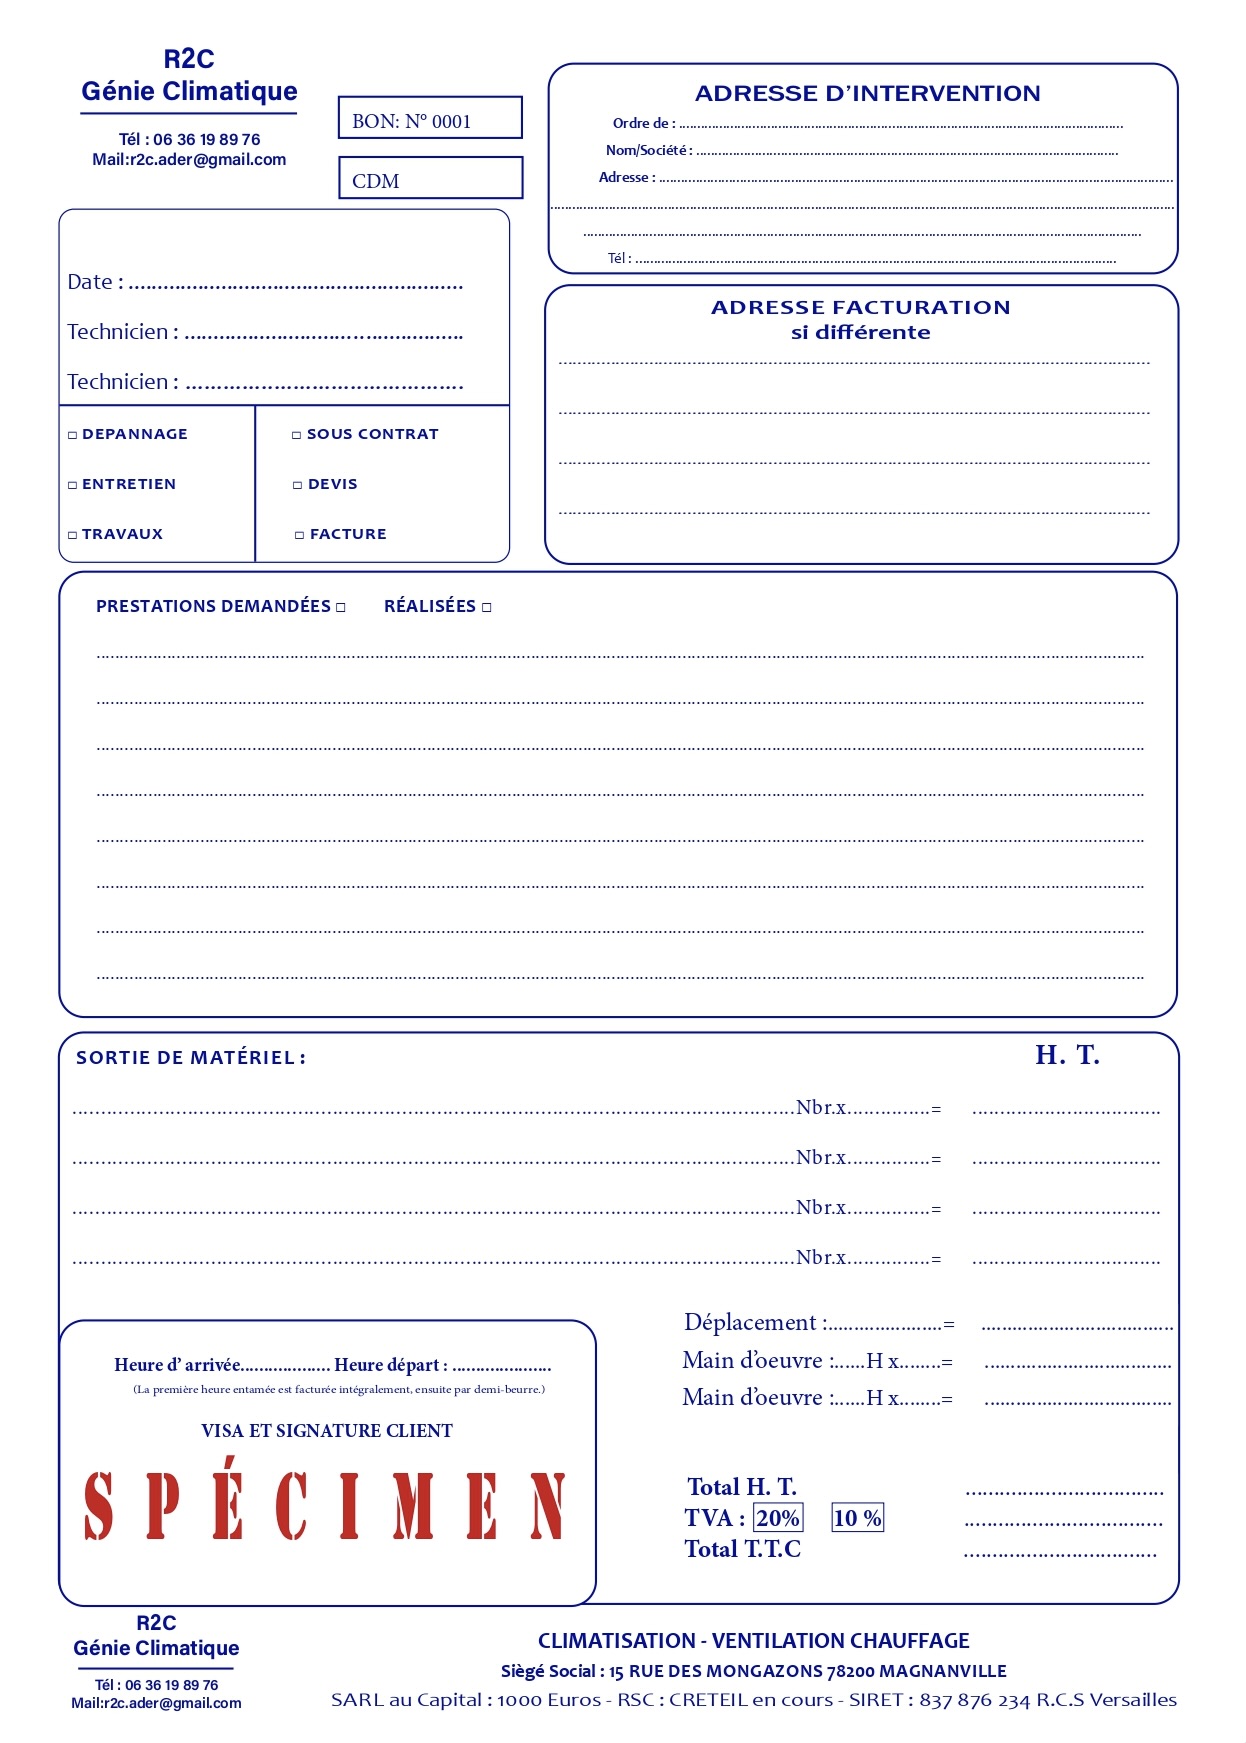 R2C
Génie Climatique
Tél : 06 36 19 89 76
Mail:r2c.ader@gmail.com
BON: N° 0001
CDM
ADRESSE D'INTERVENTION
Ordre de : ..........
Nom/Société : ..........
Adresse : ..........
..........
..........
Tél : ..........
Date : ..........
Technicien : ..........
Technicien : ..........
□ DEPANNAGE □ SOUS CONTRAT
□ ENTRETIEN □ DEVIS
□ TRAVAUX □ FACTURE
ADRESSE FACTURATION
si différente
..........
..........
..........
..........
PRESTATIONS DEMANDÉES □ RÉALISÉES □
..........
..........
..........
..........
..........
..........
..........
..........
SORTIE DE MATÉRIEL : H. T.
..........Nbr.x..........= ..........
..........Nbr.x..........= ..........
..........Nbr.x..........= ..........
..........Nbr.x..........= ..........
Déplacement :..........= ..........
Main d'oeuvre :......H x........= ..........
Main d'oeuvre :......H x........= ..........
Heure d' arrivée.......... Heure départ : ..........
(La première heure entamée est facturée intégralement, ensuite par demi-beurre.)
VISA ET SIGNATURE CLIENT
SPÉCIMEN
Total H. T. ..........
TVA : 20% 10 % ..........
Total T.T.C ..........
R2C
Génie Climatique
Tél : 06 36 19 89 76
Mail:r2c.ader@gmail.com
CLIMATISATION - VENTILATION CHAUFFAGE
Siègé Social : 15 RUE DES MONGAZONS 78200 MAGNANVILLE
SARL au Capital : 1000 Euros - RSC : CRETEIL en cours - SIRET : 837 876 234 R.C.S Versailles